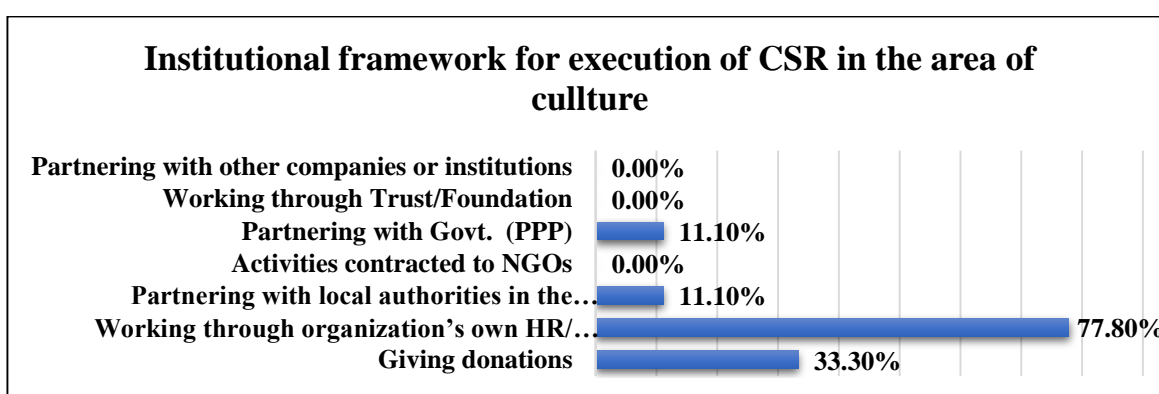 Institutional framework for execution of CSR in the area of
cullture
Partnering with other companies or institutions 0.00%
Working through Trust/Foundation 0.00%
Partnering with Govt.  (PPP) 11.10%
Activities contracted to NGOs 0.00%
Partnering with local authorities in the… 11.10%
Working through organization’s own HR/… 77.80%
Giving donations 33.30%